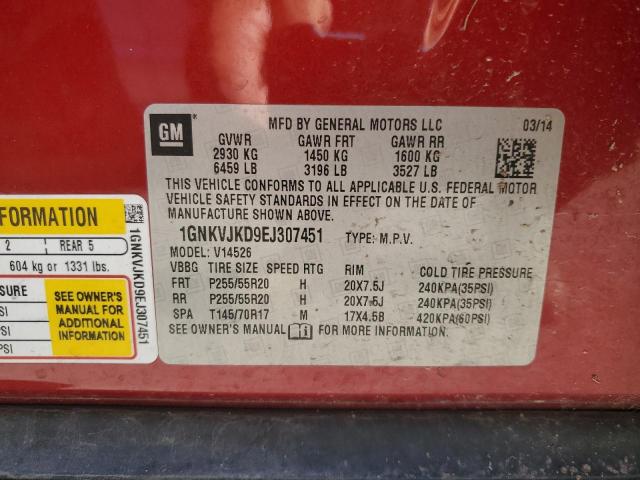 GM
MFD BY GENERAL MOTORS LLC 03/14
GVWR GAWR FRT GAWR RR
2930 KG 1450 KG 1600 KG
6459 LB 3196 LB 3527 LB
THIS VEHICLE CONFORMS TO ALL APPLICABLE U.S. FEDERAL MOTOR
VEHICLE SAFETY STANDARDS IN EFFECT ON THE DATE OF
MANUFACTURE SHOWN ABOVE.
1GNKVJKD9EJ307451 TYPE: M.P.V.
V14526
VBBG TIRE SIZE SPEED RTG RIM COLD TIRE PRESSURE
FRT P255/55R20 H 20X7.5J 240KPA(35PSI)
RR P255/55R20 H 20X7.5J 240KPA(35PSI)
SPA T145/70R17 M 17X4.5B 420KPA(60PSI)
SEE OWNER'S MANUAL FOR MORE INFORMATION.
FORMATION
2 REAR 5
604 kg or 1331 lbs.
SURE
SEE OWNER'S
MANUAL FOR
ADDITIONAL
INFORMATION
PSI
PSI
PSI
1GNKVJKD9EJ307451